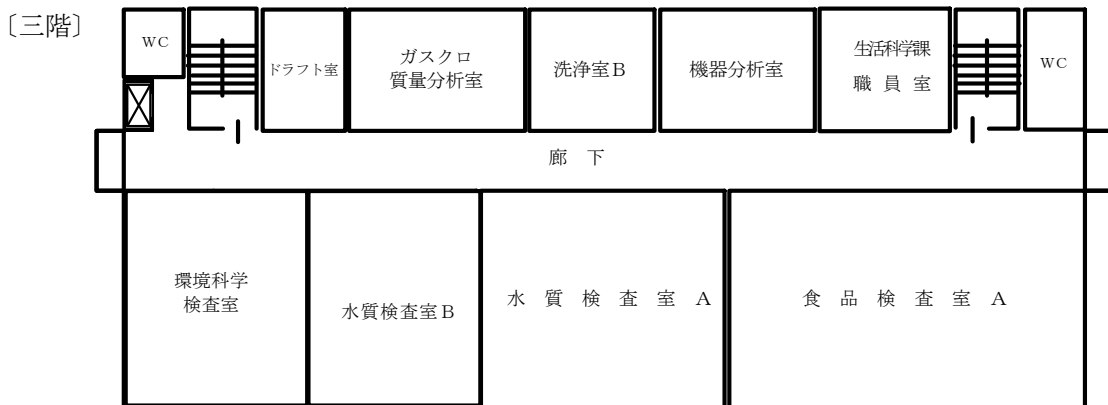 〔三階〕
WC
ドラフト室
ガスクロ
質量分析室
洗浄室B
機器分析室
生活科学課
職員室
WC
廊下
環境科学
検査室
水質検査室B
水質検査室A
食品検査室A